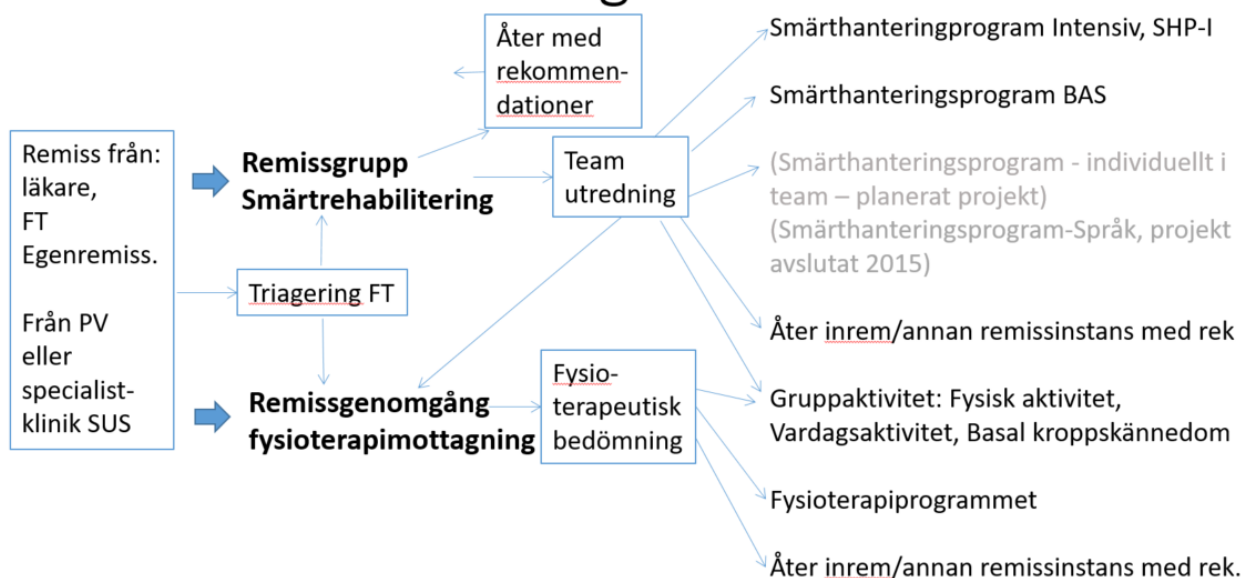 Åter med
rekommen-
dationer
Smärthanteringprogram Intensiv, SHP-I
Smärthanteringsprogram BAS
Remiss från:
läkare,
FT
Egenremiss.
Från PV
eller
specialist-
klinik SUS
Remissgrupp
Smärtrehabilitering
Team
utredning
(Smärthanteringsprogram - individuellt i
team – planerat projekt)
(Smärthanteringsprogram-Språk, projekt
avslutat 2015)
Triagering FT
Åter inrem/annan remissinstans med rek
Remissgenomgång
fysioterapimottagning
Fysio-
terapeutisk
bedömning
Gruppaktivitet: Fysisk aktivitet,
Vardagsaktivitet, Basal kroppskännedom
Fysioterapiprogrammet
Åter inrem/annan remissinstans med rek.